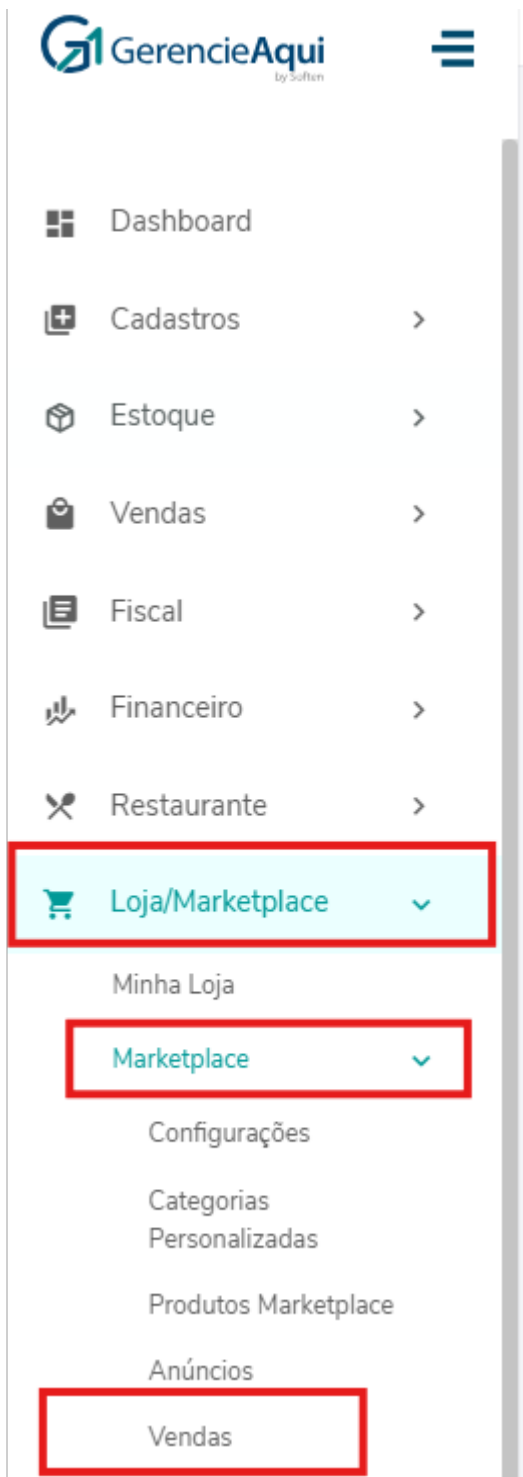 G1 GerencieAqui
by Soften
Dashboard
Cadastros
Estoque
Vendas
Fiscal
Financeiro
Restaurante
Loja/Marketplace
Minha Loja
Marketplace
Configurações
Categorias
Personalizadas
Produtos Marketplace
Anúncios
Vendas